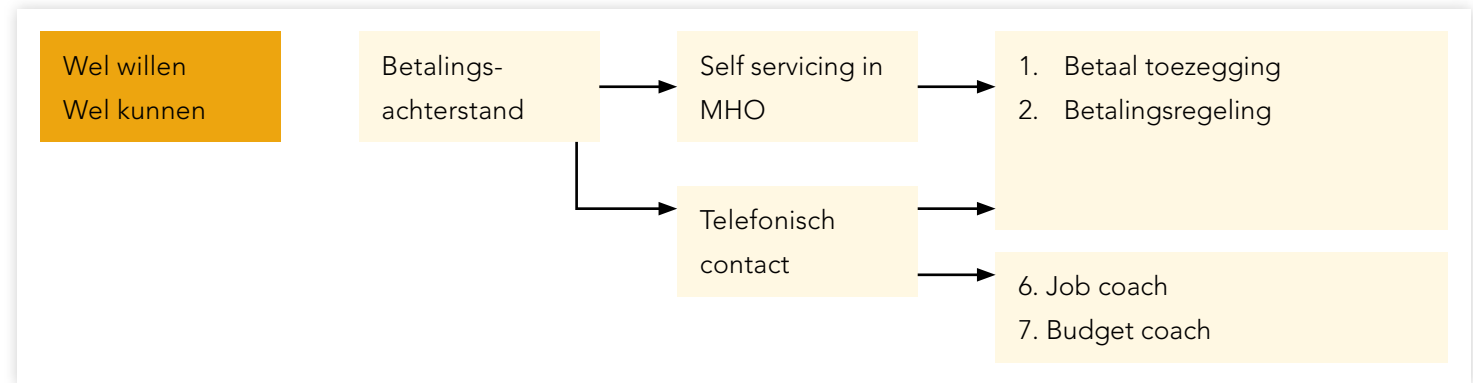 Wel willen
Wel kunnen
Betalings-
achterstand
Self servicing in
MHO
1. Betaal toezegging
2. Betalingsregeling
Telefonisch
contact
6. Job coach
7. Budget coach